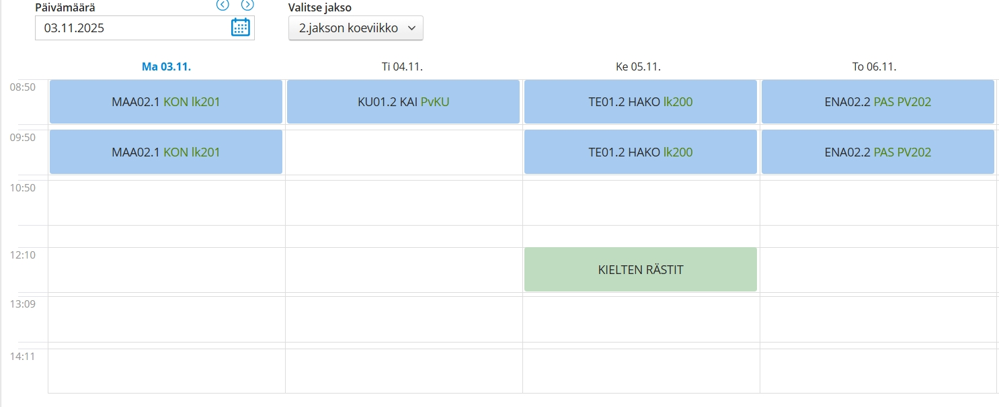 Päivämäärä
Valitse jakso
03.11.2025
2.jakson koeviikko
Ma 03.11.
Ti 04.11.
Ke 05.11.
To 06.11.
08:50
MAA02.1 KON lk201
KU01.2 KAI PvKU
TE01.2 HAKO lk200
ENA02.2 PAS PV202
09:50
MAA02.1 KON lk201
TE01.2 HAKO lk200
ENA02.2 PAS PV202
10:50
12:10
KIELTEN RÄSTIT
13:09
14:11